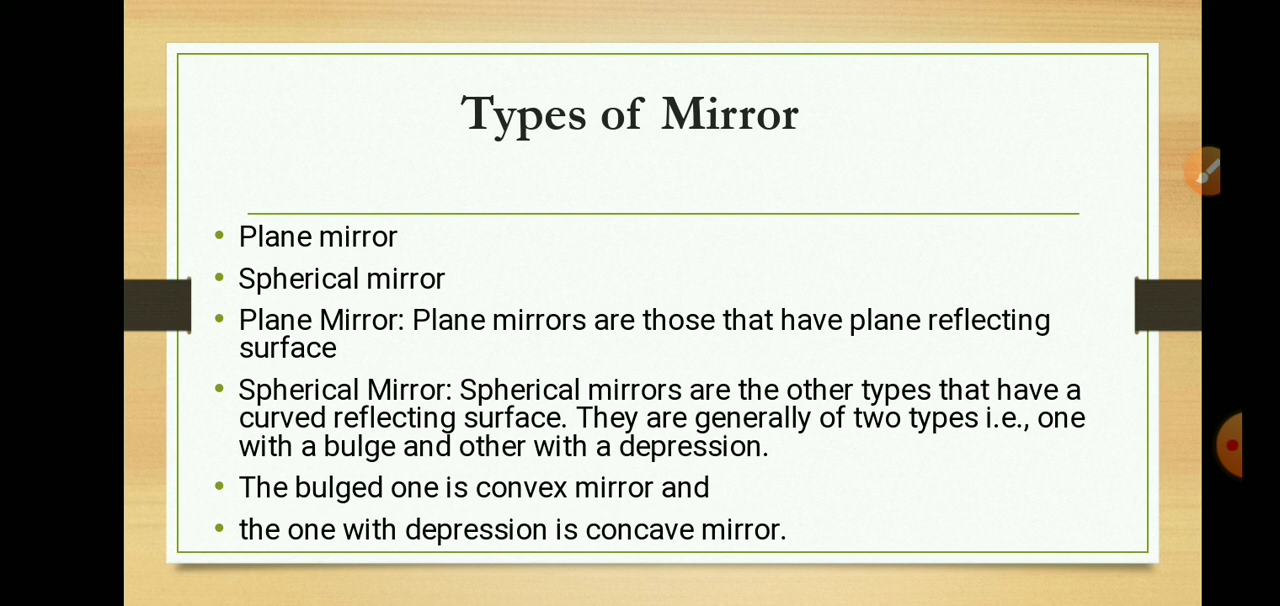 Types of Mirror
• Plane mirror
• Spherical mirror
• Plane Mirror: Plane mirrors are those that have plane reflecting
surface
• Spherical Mirror: Spherical mirrors are the other types that have a
curved reflecting surface. They are generally of two types i.e., one
with a bulge and other with a depression.
• The bulged one is convex mirror and
• the one with depression is concave mirror.